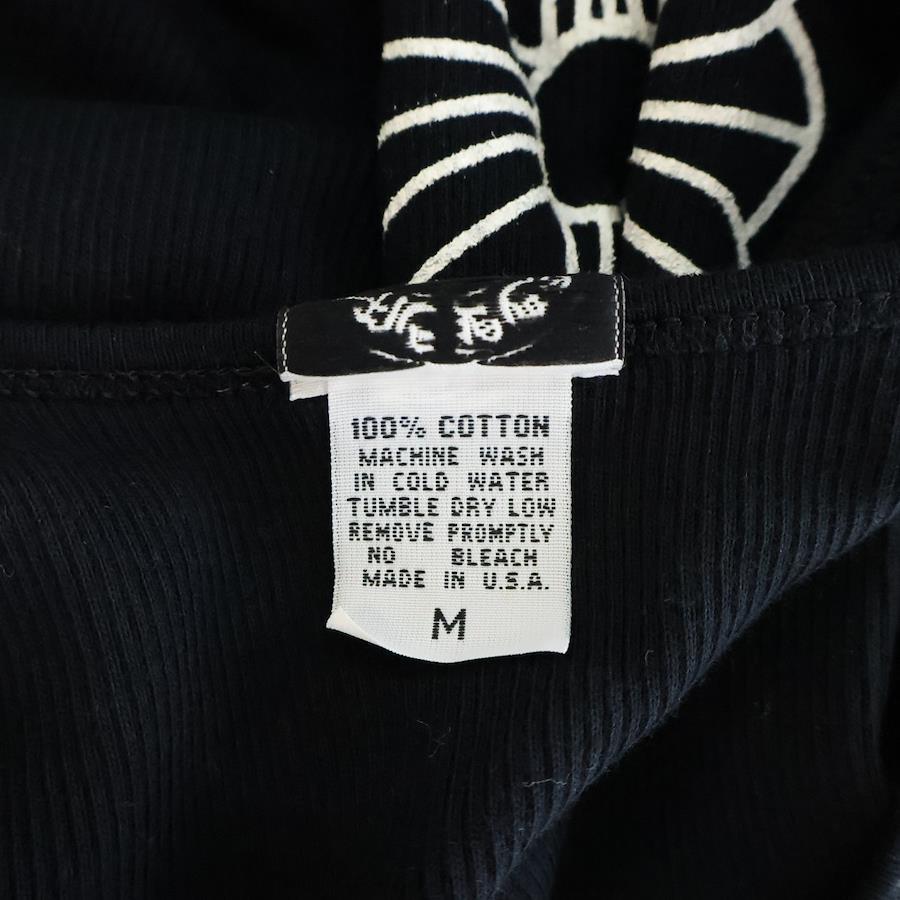 100% COTTON
MACHINE WASH
IN COLD WATER
TUMBLE DRY LOW
REMOVE PROMPTLY
NO BLEACH
MADE IN U.S.A.
M